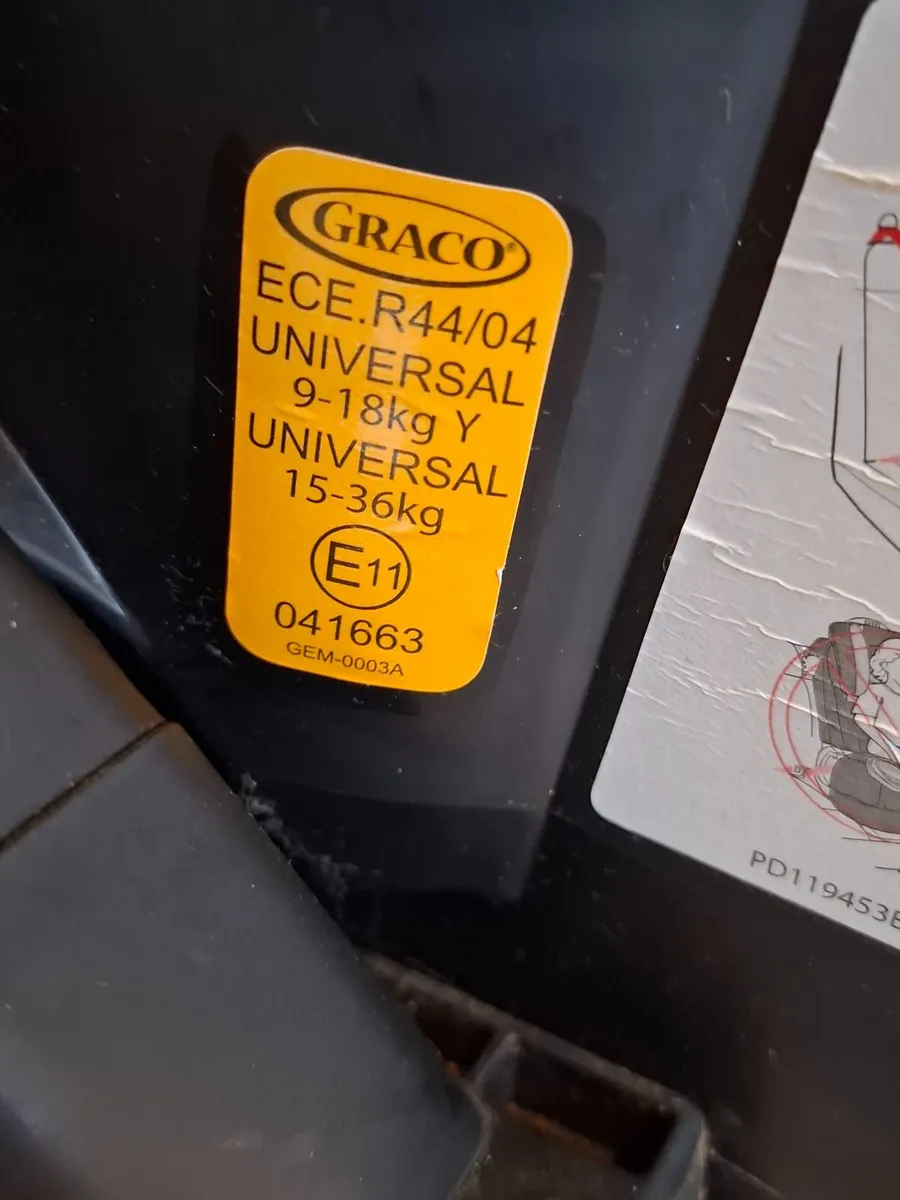 GRACO®
ECE.R44/04
UNIVERSAL
9-18kg Y
UNIVERSAL
15-36kg
E11
041663
GEM-0003A
PD119453E